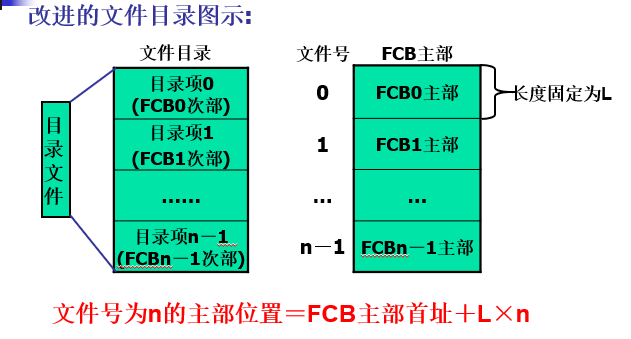 改进的文件目录图示:
文件目录
文件号
FCB主部
目录项0
(FCB0次部)
0
FCB0主部
长度固定为L
目录文件
目录项1
(FCB1次部)
1
FCB1主部
......
...
...
目录项n－1
(FCBn－1次部)
n－1
FCBn－1主部
文件号为n的主部位置＝FCB主部首址＋L×n